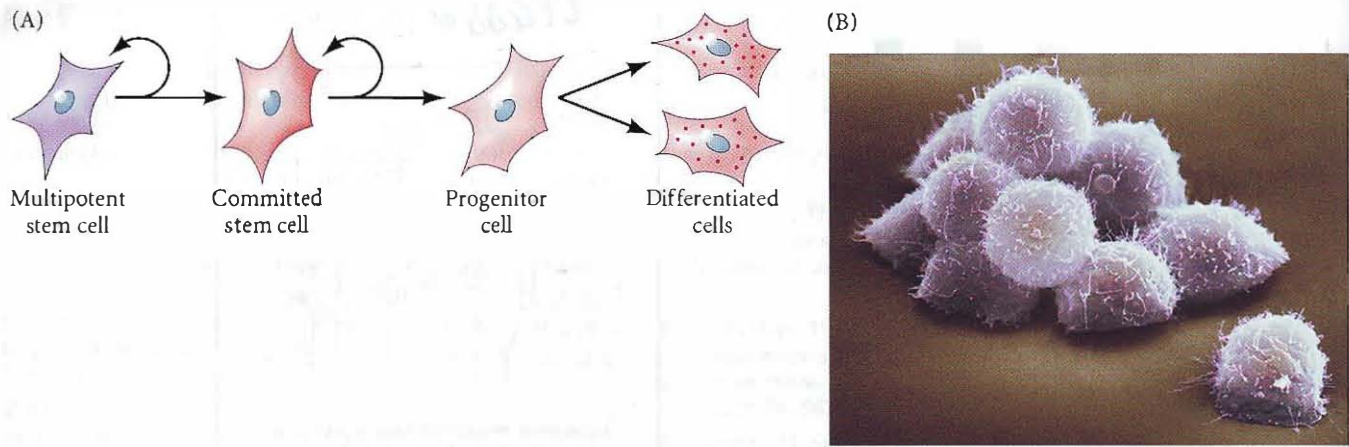 (A)
(B)
Multipotent
stem cell
Committed
stem cell
Progenitor
cell
Differentiated
cells